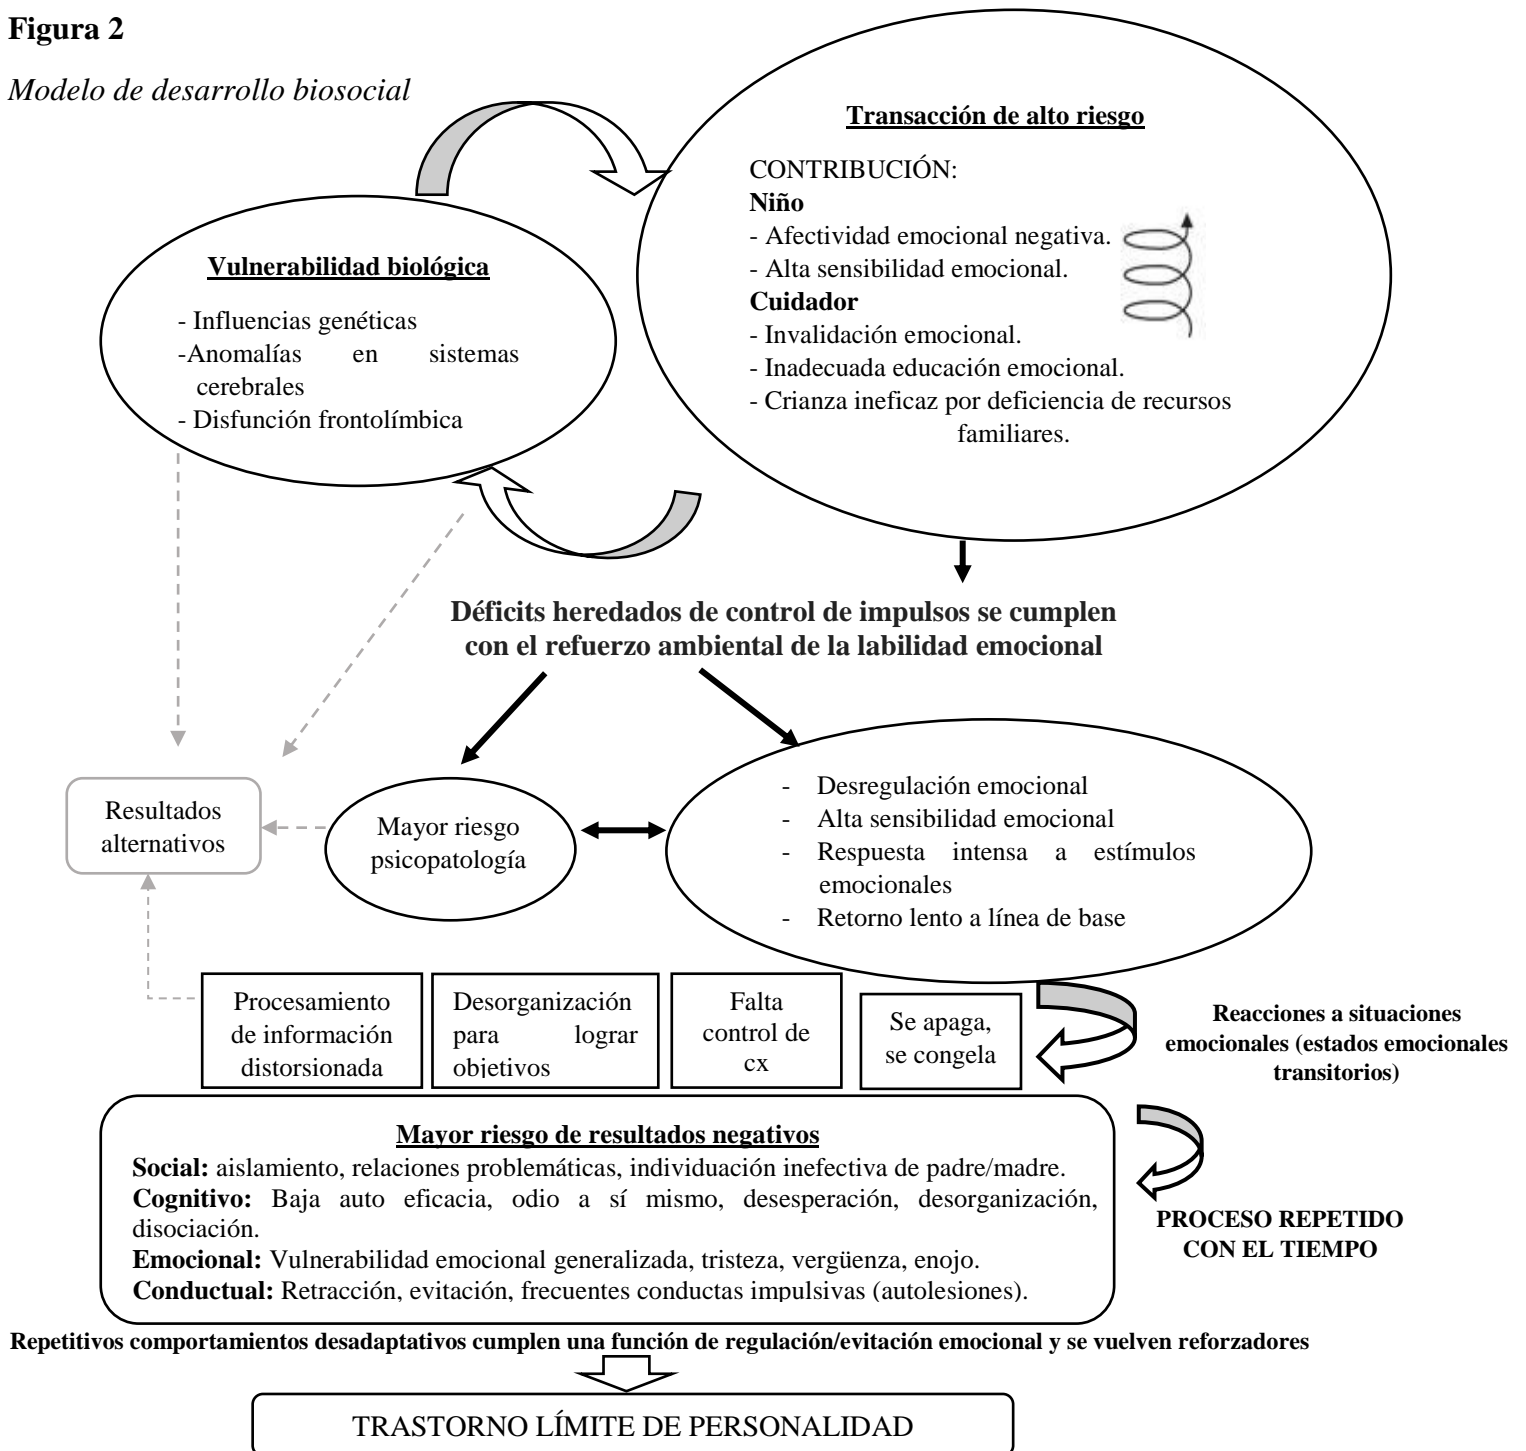 Figura 2
Modelo de desarrollo biosocial
Transacción de alto riesgo
CONTRIBUCIÓN:
Niño
- Afectividad emocional negativa.
- Alta sensibilidad emocional.
Cuidador
- Invalidación emocional.
- Inadecuada educación emocional.
- Crianza ineficaz por deficiencia de recursos
familiares.
Vulnerabilidad biológica
- Influencias genéticas
-Anomalías en sistemas
cerebrales
- Disfunción frontolímbica
Déficits heredados de control de impulsos se cumplen
con el refuerzo ambiental de la labilidad emocional
Resultados
alternativos
Mayor riesgo
psicopatología
- Desregulación emocional
- Alta sensibilidad emocional
- Respuesta intensa a estímulos
emocionales
- Retorno lento a línea de base
Procesamiento
de información
distorsionada
Desorganización
para lograr
objetivos
Falta
control de
cx
Se apaga,
se congela
Reacciones a situaciones
emocionales (estados emocionales
transitorios)
Mayor riesgo de resultados negativos
Social: aislamiento, relaciones problemáticas, individuación inefectiva de padre/madre.
Cognitivo: Baja auto eficacia, odio a sí mismo, desesperación, desorganización,
disociación.
Emocional: Vulnerabilidad emocional generalizada, tristeza, vergüenza, enojo.
Conductual: Retracción, evitación, frecuentes conductas impulsivas (autolesiones).
PROCESO REPETIDO
CON EL TIEMPO
Repetitivos comportamientos desadaptativos cumplen una función de regulación/evitación emocional y se vuelven reforzadores
TRASTORNO LÍMITE DE PERSONALIDAD